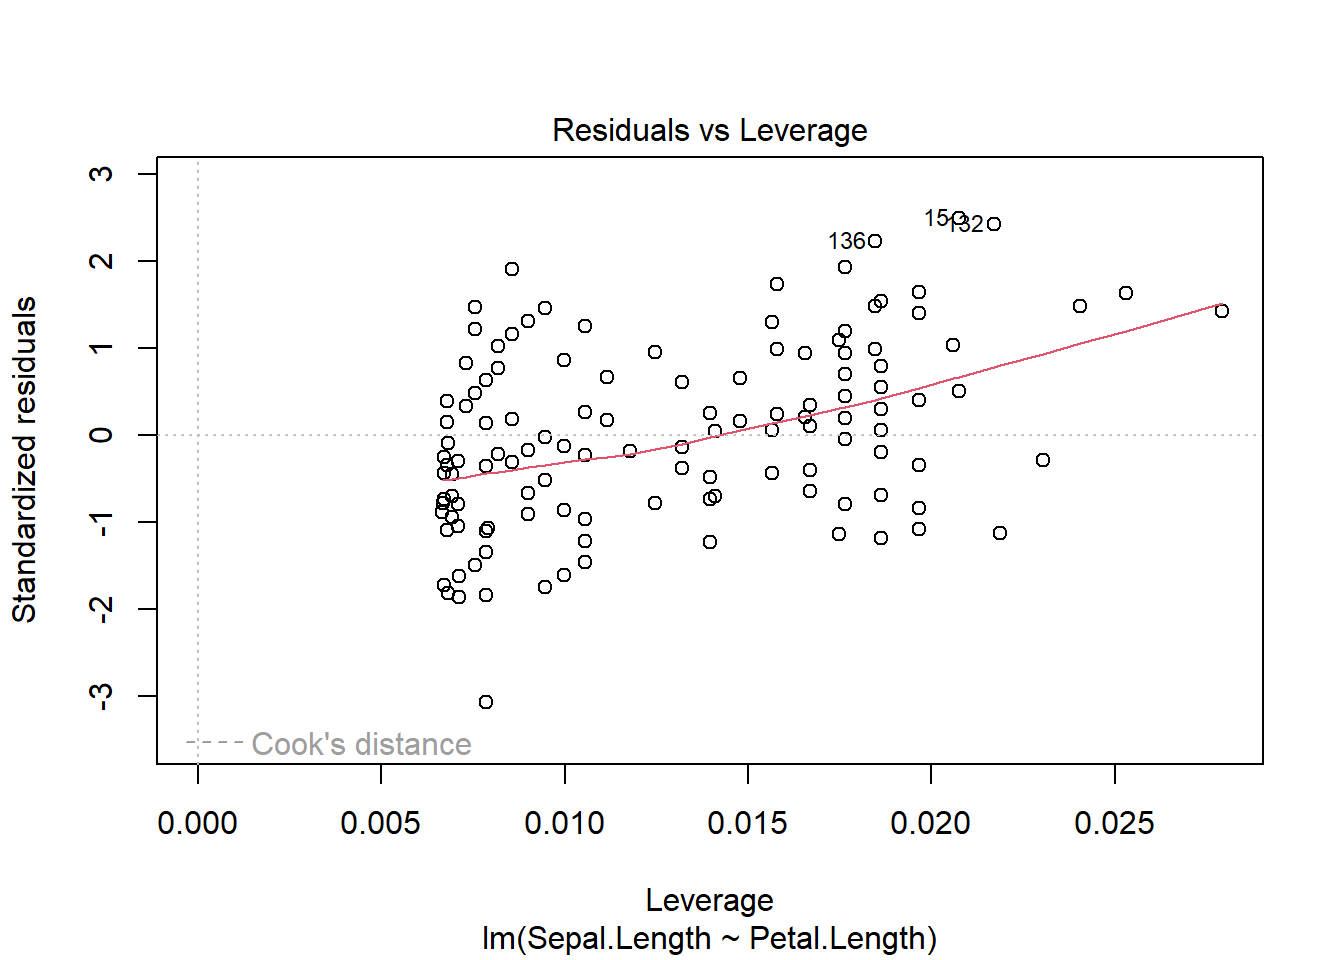 Residuals vs Leverage
Standardized residuals
3
2
1
0
-1
-2
-3
15
132
136
Cook's distance
0.000 0.005 0.010 0.015 0.020 0.025
Leverage
lm(Sepal.Length ~ Petal.Length)